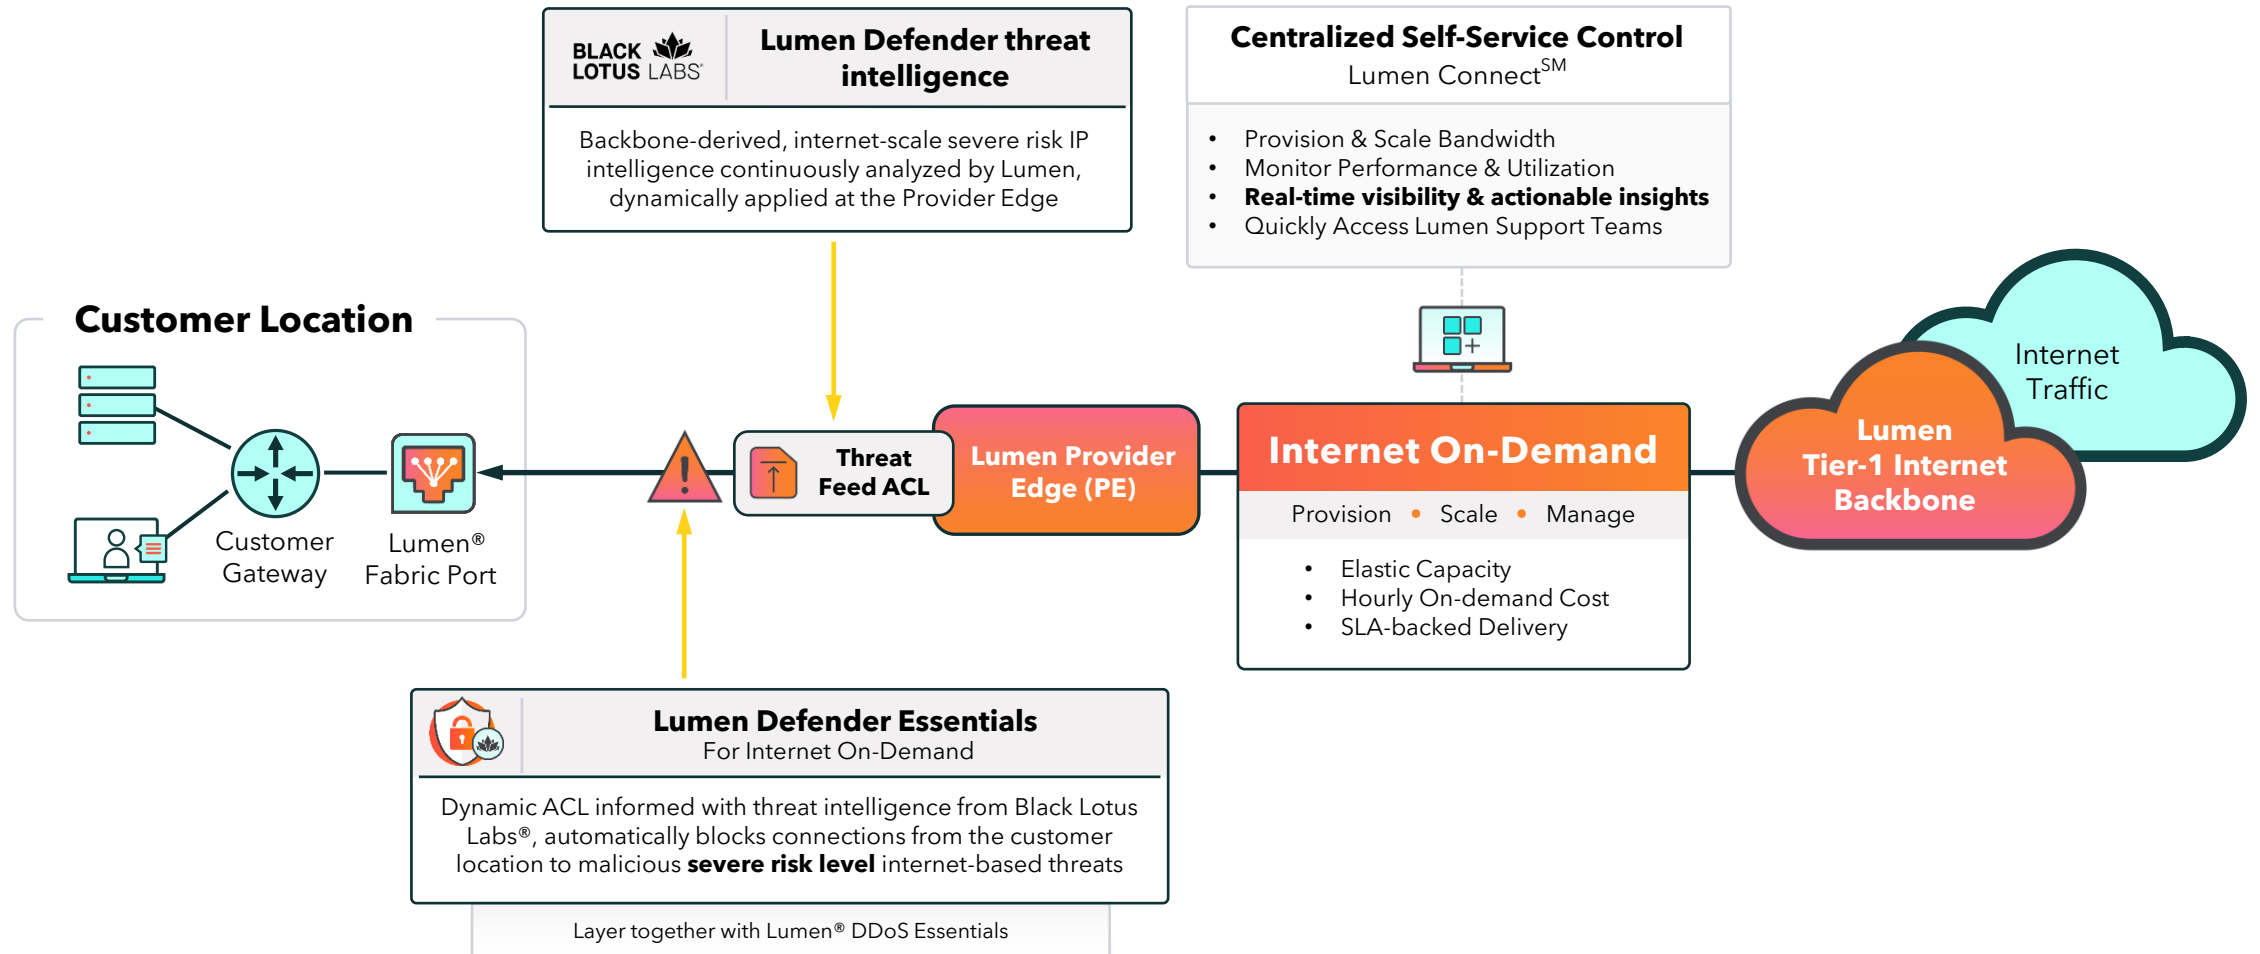 BLACK
LOTUS LABS®
Lumen Defender threat
intelligence
Backbone-derived, internet-scale severe risk IP
intelligence continuously analyzed by Lumen,
dynamically applied at the Provider Edge
Centralized Self-Service Control
Lumen Connect℠
• Provision & Scale Bandwidth
• Monitor Performance & Utilization
• Real-time visibility & actionable insights
• Quickly Access Lumen Support Teams
Customer Location
Customer
Gateway
Lumen®
Fabric Port
Threat
Feed ACL
Lumen Provider
Edge (PE)
Internet On-Demand
Provision • Scale • Manage
• Elastic Capacity
• Hourly On-demand Cost
• SLA-backed Delivery
Lumen
Tier-1 Internet
Backbone
Internet
Traffic
Lumen Defender Essentials
For Internet On-Demand
Dynamic ACL informed with threat intelligence from Black Lotus
Labs®, automatically blocks connections from the customer
location to malicious severe risk level internet-based threats
Layer together with Lumen® DDoS Essentials